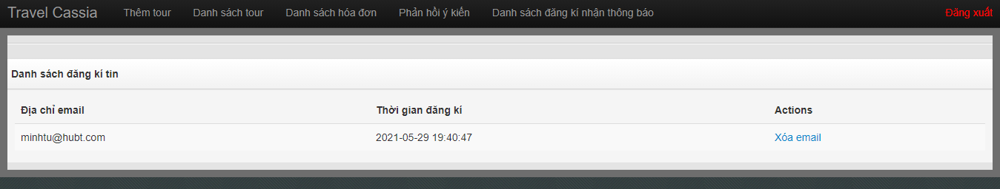 Travel Cassia Thêm tour Danh sách tour Danh sách hóa đơn Phản hồi ý kiến Danh sách đăng kí nhận thông báo Đăng xuất
Danh sách đăng kí tin
Địa chỉ email Thời gian đăng kí Actions
minhtu@hubt.com 2021-05-29 19:40:47 Xóa email